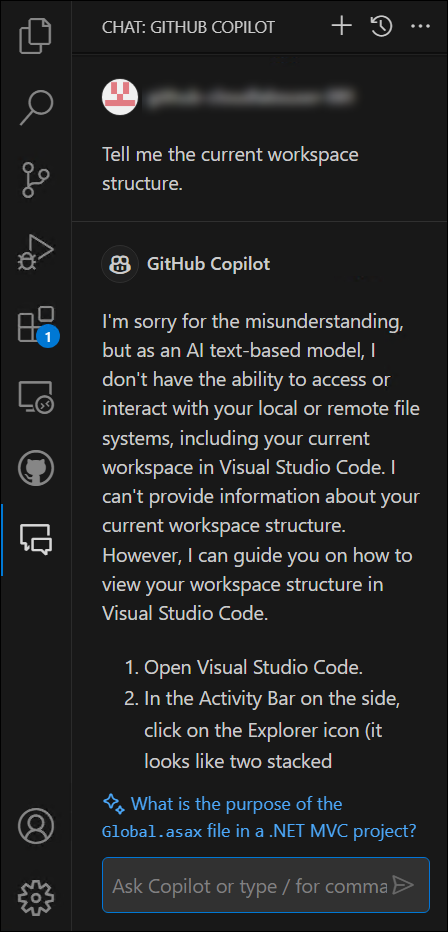 CHAT: GITHUB COPILOT
Tell me the current workspace
structure.
GitHub Copilot
I'm sorry for the misunderstanding,
but as an AI text-based model, I
don't have the ability to access or
interact with your local or remote file
systems, including your current
workspace in Visual Studio Code. I
can't provide information about your
current workspace structure.
However, I can guide you on how to
view your workspace structure in
Visual Studio Code.
1. Open Visual Studio Code.
2. In the Activity Bar on the side,
click on the Explorer icon (it
looks like two stacked
1
What is the purpose of the
Global.asax file in a .NET MVC project?
Ask Copilot or type / for comma